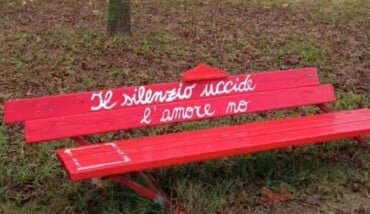 Il silenzio uccide
l'amore no